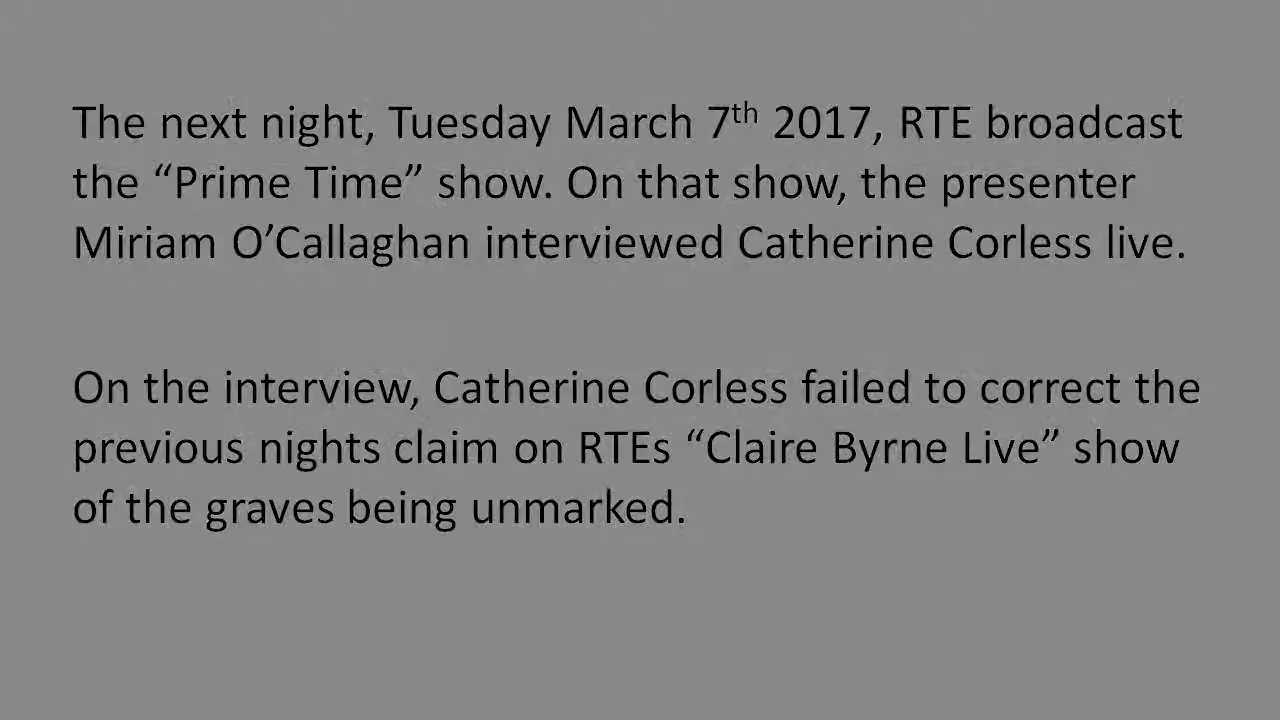 The next night, Tuesday March 7th 2017, RTE broadcast
the “Prime Time” show. On that show, the presenter
Miriam O’Callaghan interviewed Catherine Corless live.
On the interview, Catherine Corless failed to correct the
previous nights claim on RTEs “Claire Byrne Live” show
of the graves being unmarked.